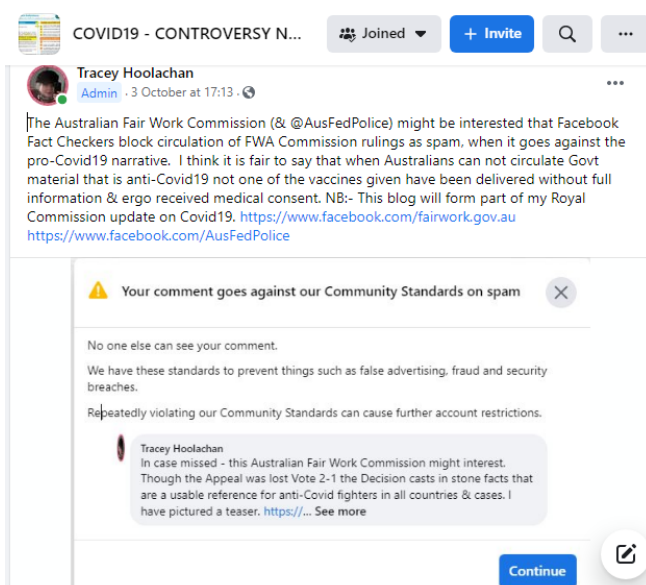 COVID19 - CONTROVERSY N...
Joined
+ Invite
Tracey Hoolachan
Admin · 3 October at 17:13 ·
The Australian Fair Work Commission (& @AusFedPolice) might be interested that Facebook
Fact Checkers block circulation of FWA Commission rulings as spam, when it goes against the
pro-Covid19 narrative.  I think it is fair to say that when Australians can not circulate Govt
material that is anti-Covid19 not one of the vaccines given have been delivered without full
information & ergo received medical consent. NB:- This blog will form part of my Royal
Commission update on Covid19. https://www.facebook.com/fairwork.gov.au
https://www.facebook.com/AusFedPolice
Your comment goes against our Community Standards on spam
No one else can see your comment.
We have these standards to prevent things such as false advertising, fraud and security
breaches.
Repeatedly violating our Community Standards can cause further account restrictions.
Tracey Hoolachan
In case missed - this Australian Fair Work Commission might interest.
Though the Appeal was lost Vote 2-1 the Decision casts in stone facts that
are a usable reference for anti-Covid fighters in all countries & cases. I
have pictured a teaser. https://... See more
Continue